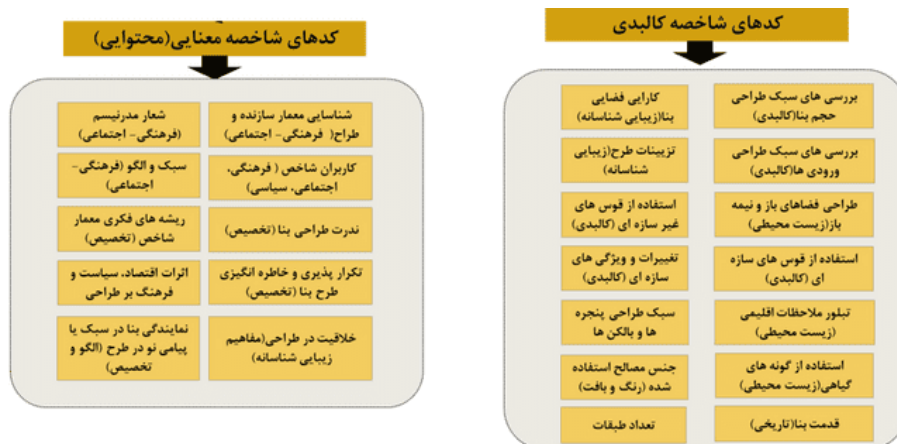 کدهای شاخصه کالبدی
بررسی های سبک طراحی
حجم بنا(کالبدی)
کارایی فضایی
بنا(زیبایی شناسانه)
بررسی های سبک طراحی
ورودی ها(کالبدی)
تزیینات طرح(زیبایی
شناسانه)
طراحی فضاهای باز و نیمه
باز(زیست محیطی)
استفاده از قوس های
غیر سازه ای (کالبدی)
استفاده از قوس های سازه
ای (کالبدی)
تغییرات و ویژگی های
سازه ای (کالبدی)
تبلور ملاحظات اقلیمی
(زیست محیطی)
سبک طراحی پنجره
ها و بالکن ها
استفاده از گونه های
گیاهی(زیست محیطی)
جنس مصالح استفاده
شده (رنگ و بافت)
قدمت بنا(تاریخی)
تعداد طبقات
کدهای شاخصه معنایی(محتوایی)
شناسایی معمار سازنده و
طراح( فرهنگی- اجتماعی)
شعار مدرنیسم
(فرهنگی- اجتماعی)
کاربران شاخص ( فرهنگی،
اجتماعی، سیاسی)
سبک و الگو (فرهنگی-
اجتماعی)
ندرت طراحی بنا (تخصیص)
ریشه های فکری معمار
شاخص (تخصیص)
تکرار پذیری و خاطره انگیزی
طرح بنا (تخصیص)
اثرات اقتصاد، سیاست و
فرهنگ بر طراحی
خلاقیت در طراحی(مفاهیم
زیبایی شناسانه)
نمایندگی بنا در سبک یا
پیامی نو در طرح (الگو و
تخصیص)